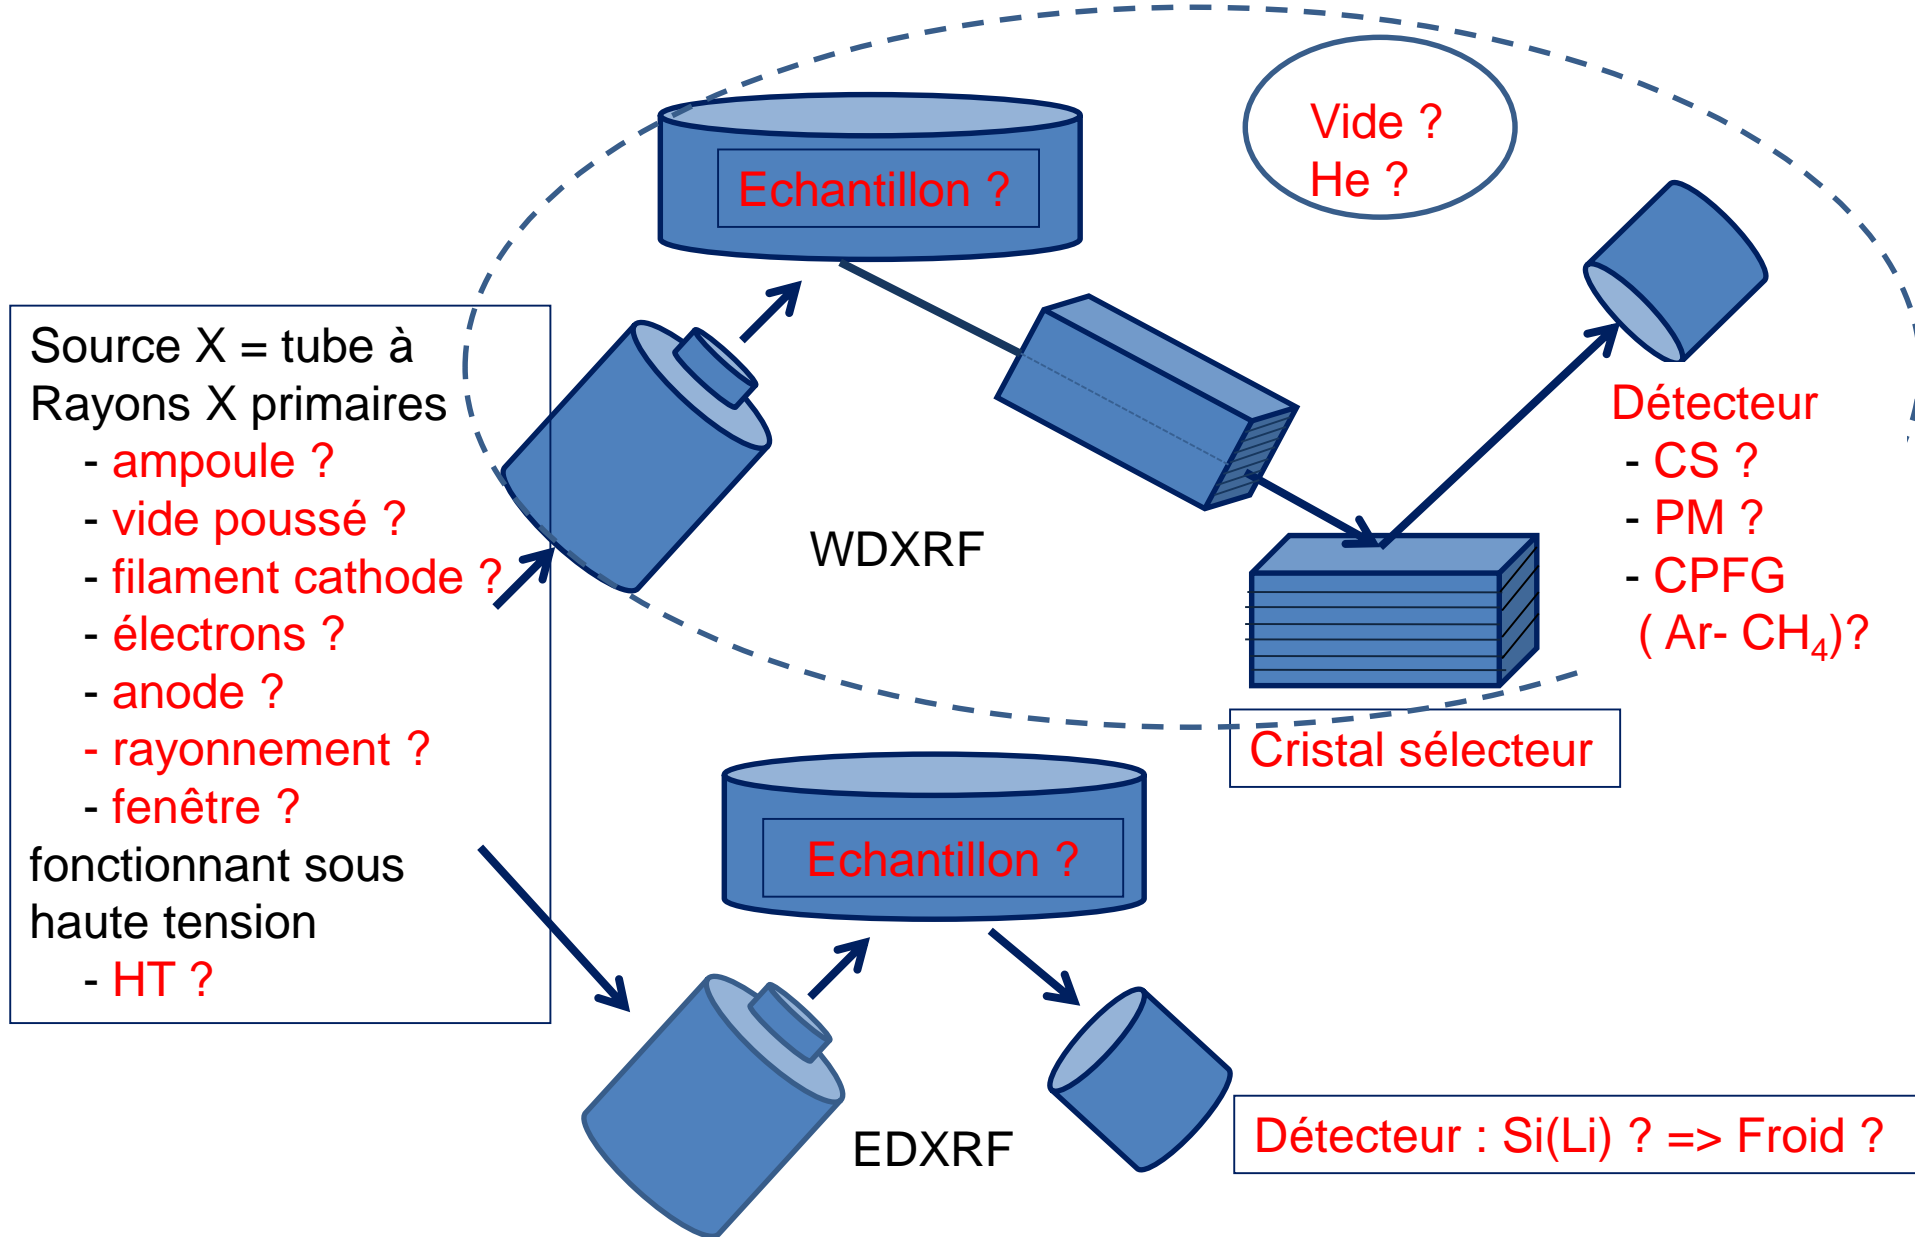 Vide ?
He ?
Echantillon ?
Source X = tube à
Rayons X primaires
- ampoule ?
- vide poussé ?
- filament cathode ?
- électrons ?
- anode ?
- rayonnement ?
- fenêtre ?
fonctionnant sous
haute tension
- HT ?
WDXRF
Détecteur
- CS ?
- PM ?
- CPFG
( Ar- CH₄)?
Cristal sélecteur
Echantillon ?
EDXRF
Détecteur : Si(Li) ? => Froid ?